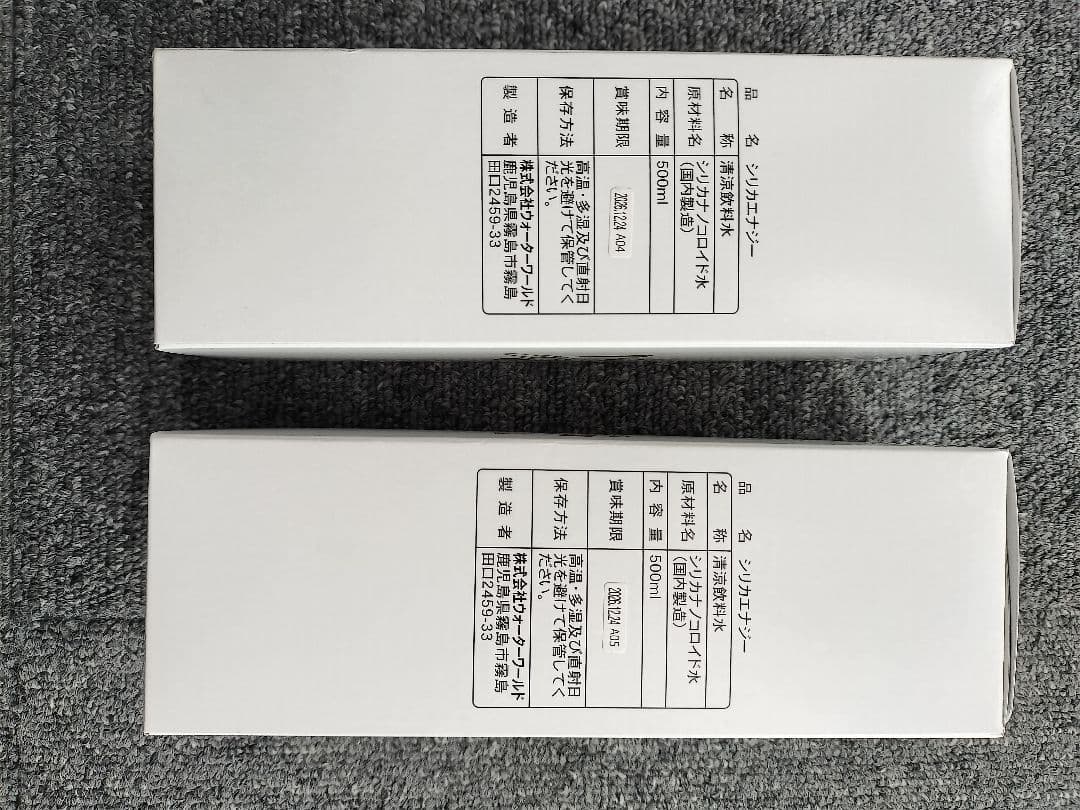 品名 シリカエナジー
名称 清涼飲料水
原材料名 シリカナノコロイド水
(国内製造)
内容量 500ml
賞味期限 2026.12.24 A04
保存方法 高温・多湿及び直射日
光を避けて保管してく
ださい。
製造者 株式会社ウォーターワールド
鹿児島県霧島市霧島
田口2459-33
品名 シリカエナジー
名称 清涼飲料水
原材料名 シリカナノコロイド水
(国内製造)
内容量 500ml
賞味期限 2026.12.24 A05
保存方法 高温・多湿及び直射日
光を避けて保管してく
ださい。
製造者 株式会社ウォーターワールド
鹿児島県霧島市霧島
田口2459-33